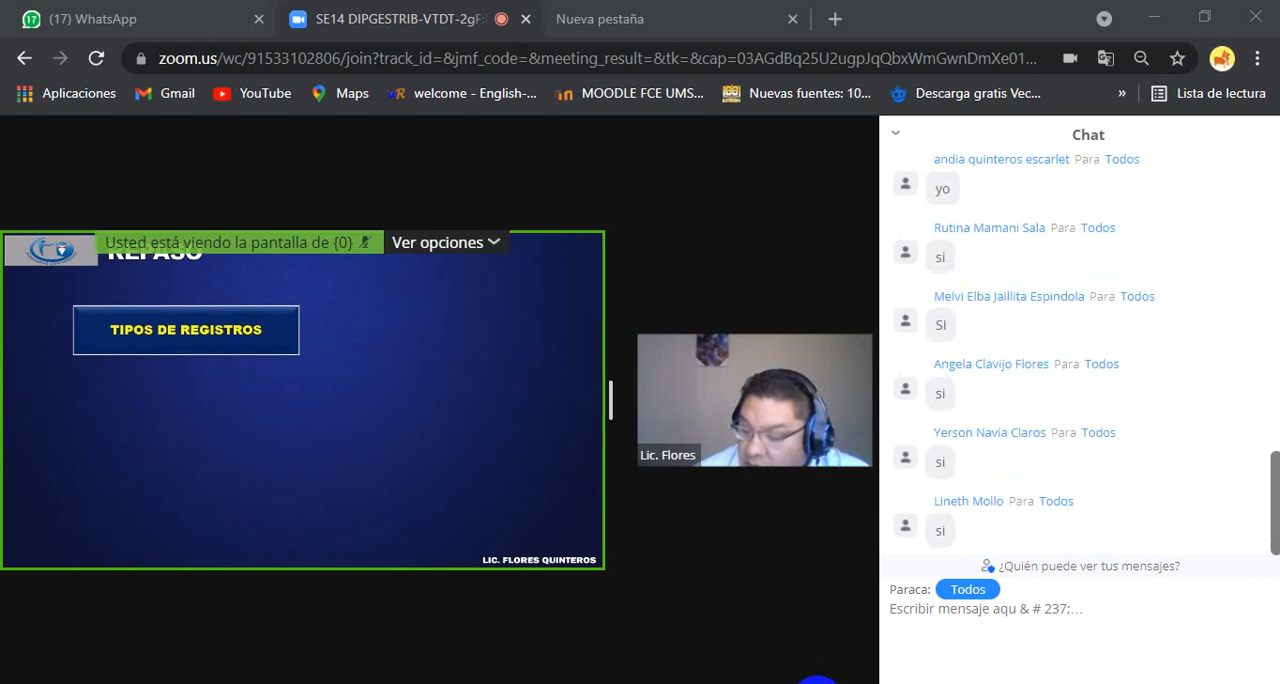 (17) WhatsApp
SE14 DIPGESTRIB-VTDT-2gF
Nueva pestaña
zoom.us/wc/91533102806/join?track_id=&jmf_code=&meeting_result=&tk=&cap=03AGdBq25U2ugpJqQbxWmGwnDmXe01...
Aplicaciones
Gmail
YouTube
Maps
welcome - English-...
MOODLE FCE UMS...
Nuevas fuentes: 10...
Descarga gratis Vec...
»
Lista de lectura
Usted está viendo la pantalla de {0}
Ver opciones
REPASO
TIPOS DE REGISTROS
LIC. FLORES QUINTEROS
Lic. Flores
Chat
andia quinteros escarlet Para Todos
yo
Rutina Mamani Sala Para Todos
si
Melvi Elba Jaillita Espindola Para Todos
SI
Angela Clavijo Flores Para Todos
si
Yerson Navia Claros Para Todos
si
Lineth Mollo Para Todos
si
¿Quién puede ver tus mensajes?
Paraca: Todos
Escribir mensaje aqu & # 237;...